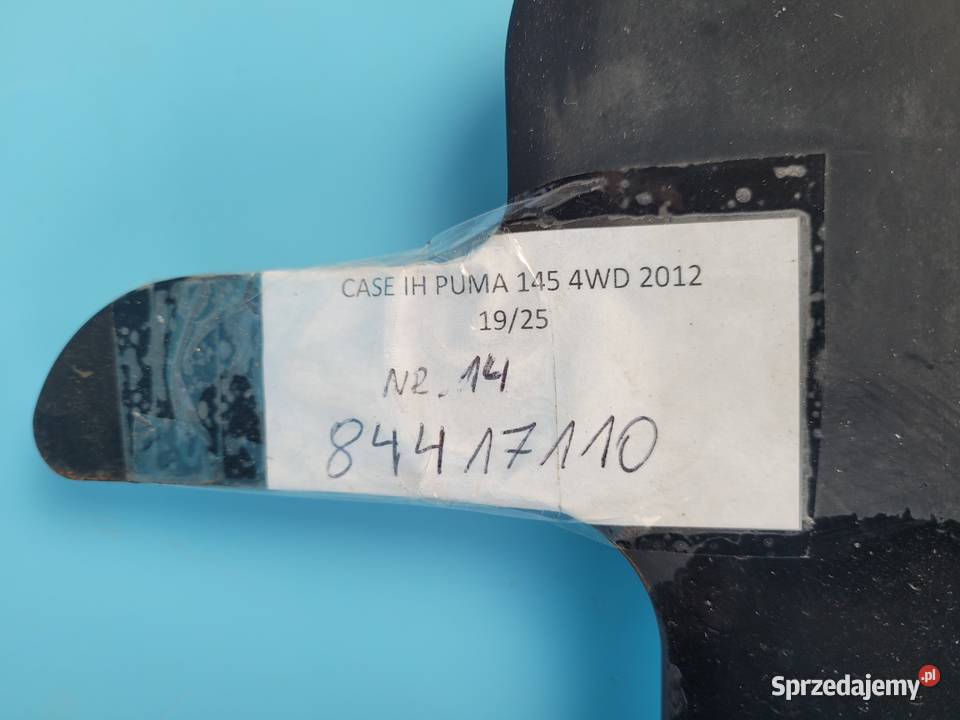 CASE IH PUMA 145 4WD 2012
19/25
NR. 14
84417110
Sprzedajemy.pl